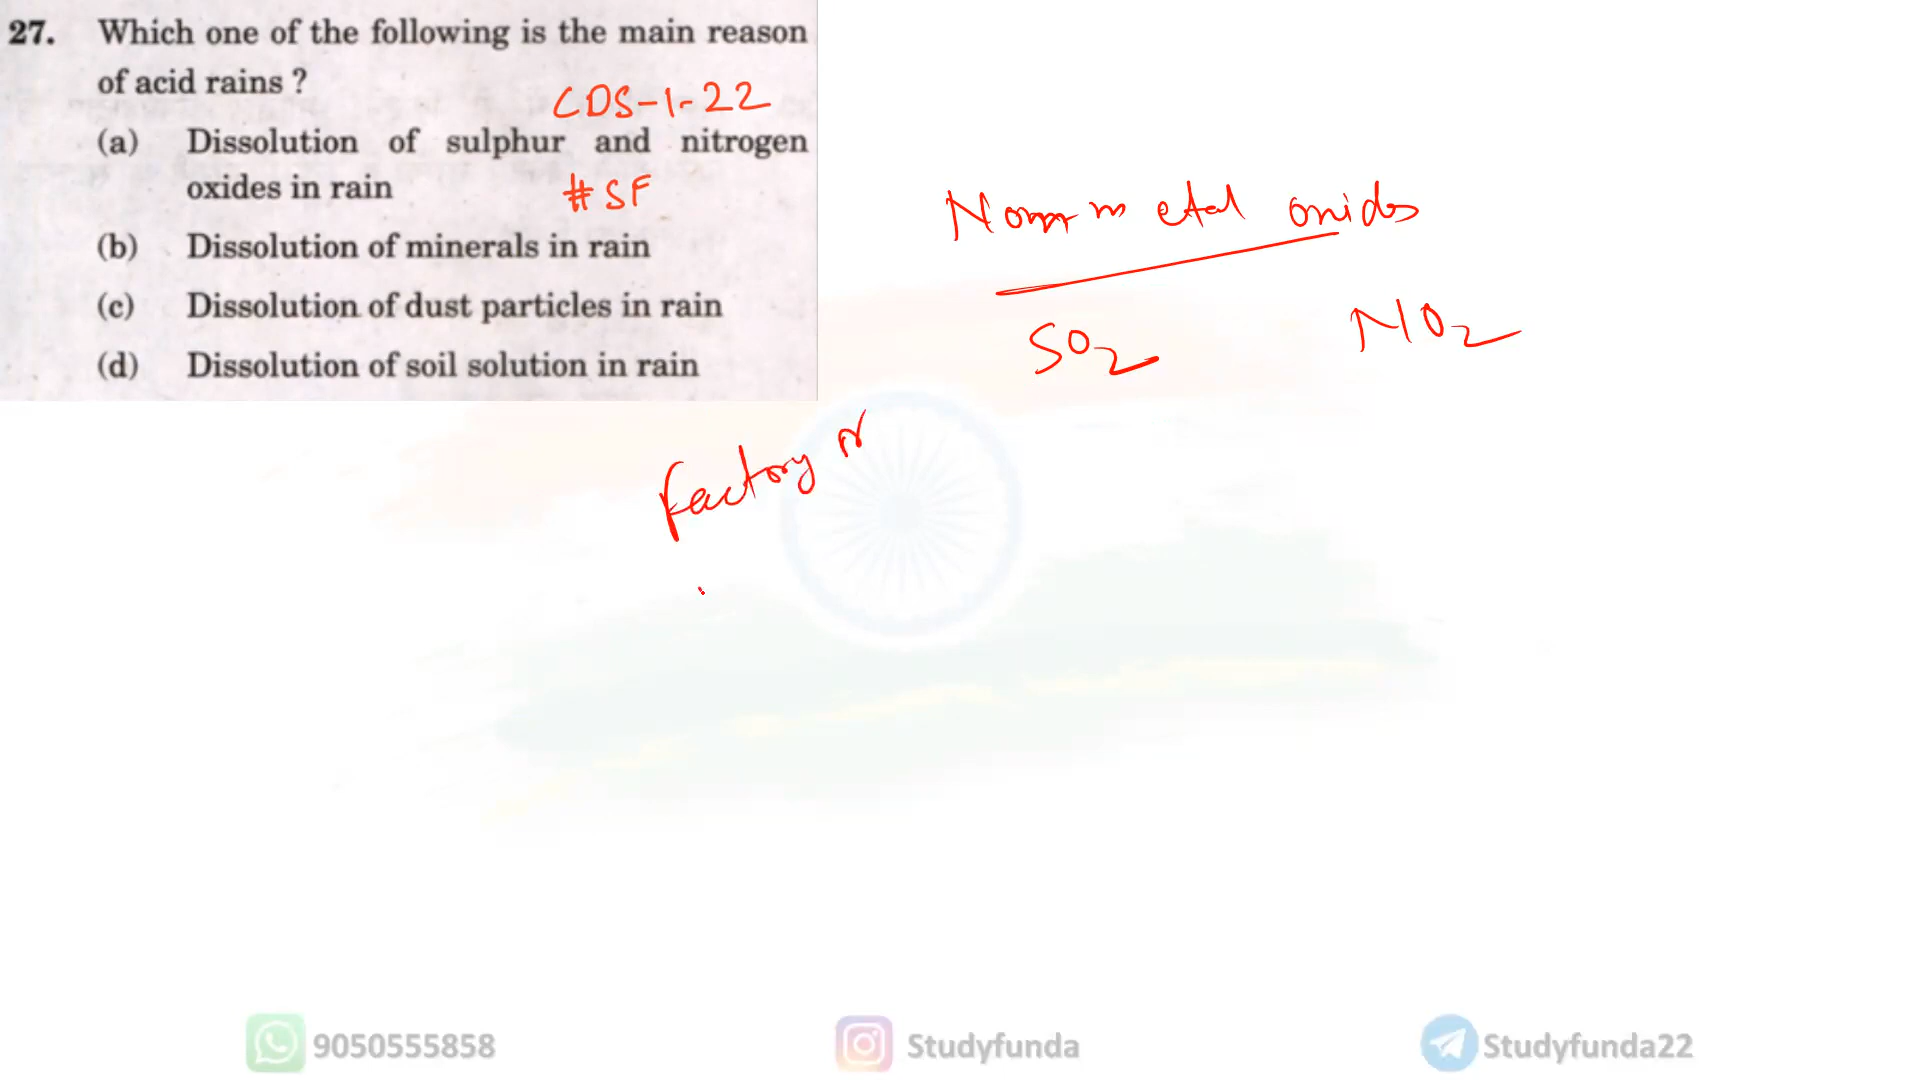 27. Which one of the following is the main reason
of acid rains ?
CDS-1-22
(a) Dissolution of sulphur and nitrogen
oxides in rain
#SF
(b) Dissolution of minerals in rain
(c) Dissolution of dust particles in rain
(d) Dissolution of soil solution in rain
Non-metal oxides
SO2 NO2
factory
9050555858
Studyfunda
Studyfunda22